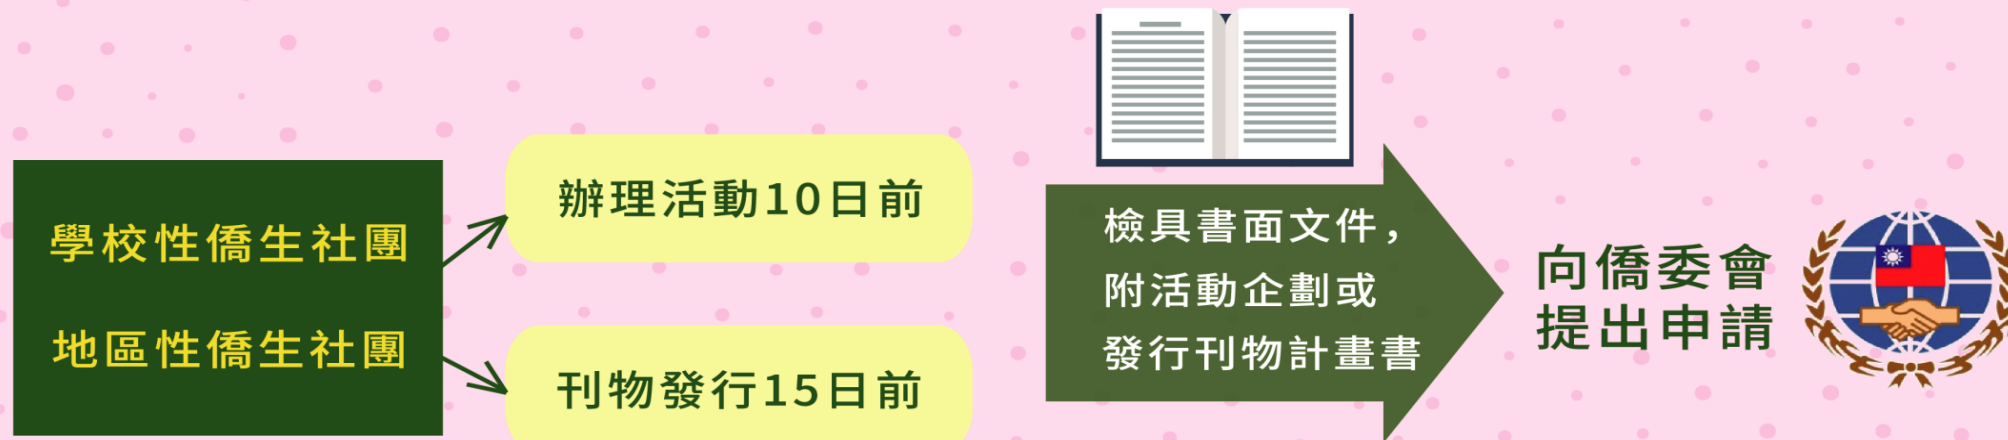 學校性僑生社團
地區性僑生社團
辦理活動10日前
刊物發行15日前
檢具書面文件，
附活動企劃或
發行刊物計畫書
向僑委會
提出申請